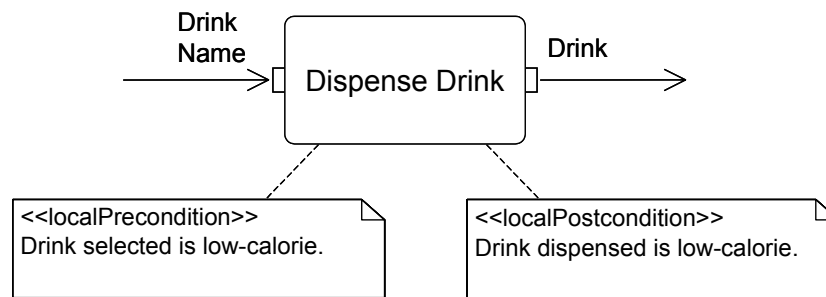 Drink
Name
Dispense Drink
Drink
<<localPrecondition>>
Drink selected is low-calorie.
<<localPostcondition>>
Drink dispensed is low-calorie.